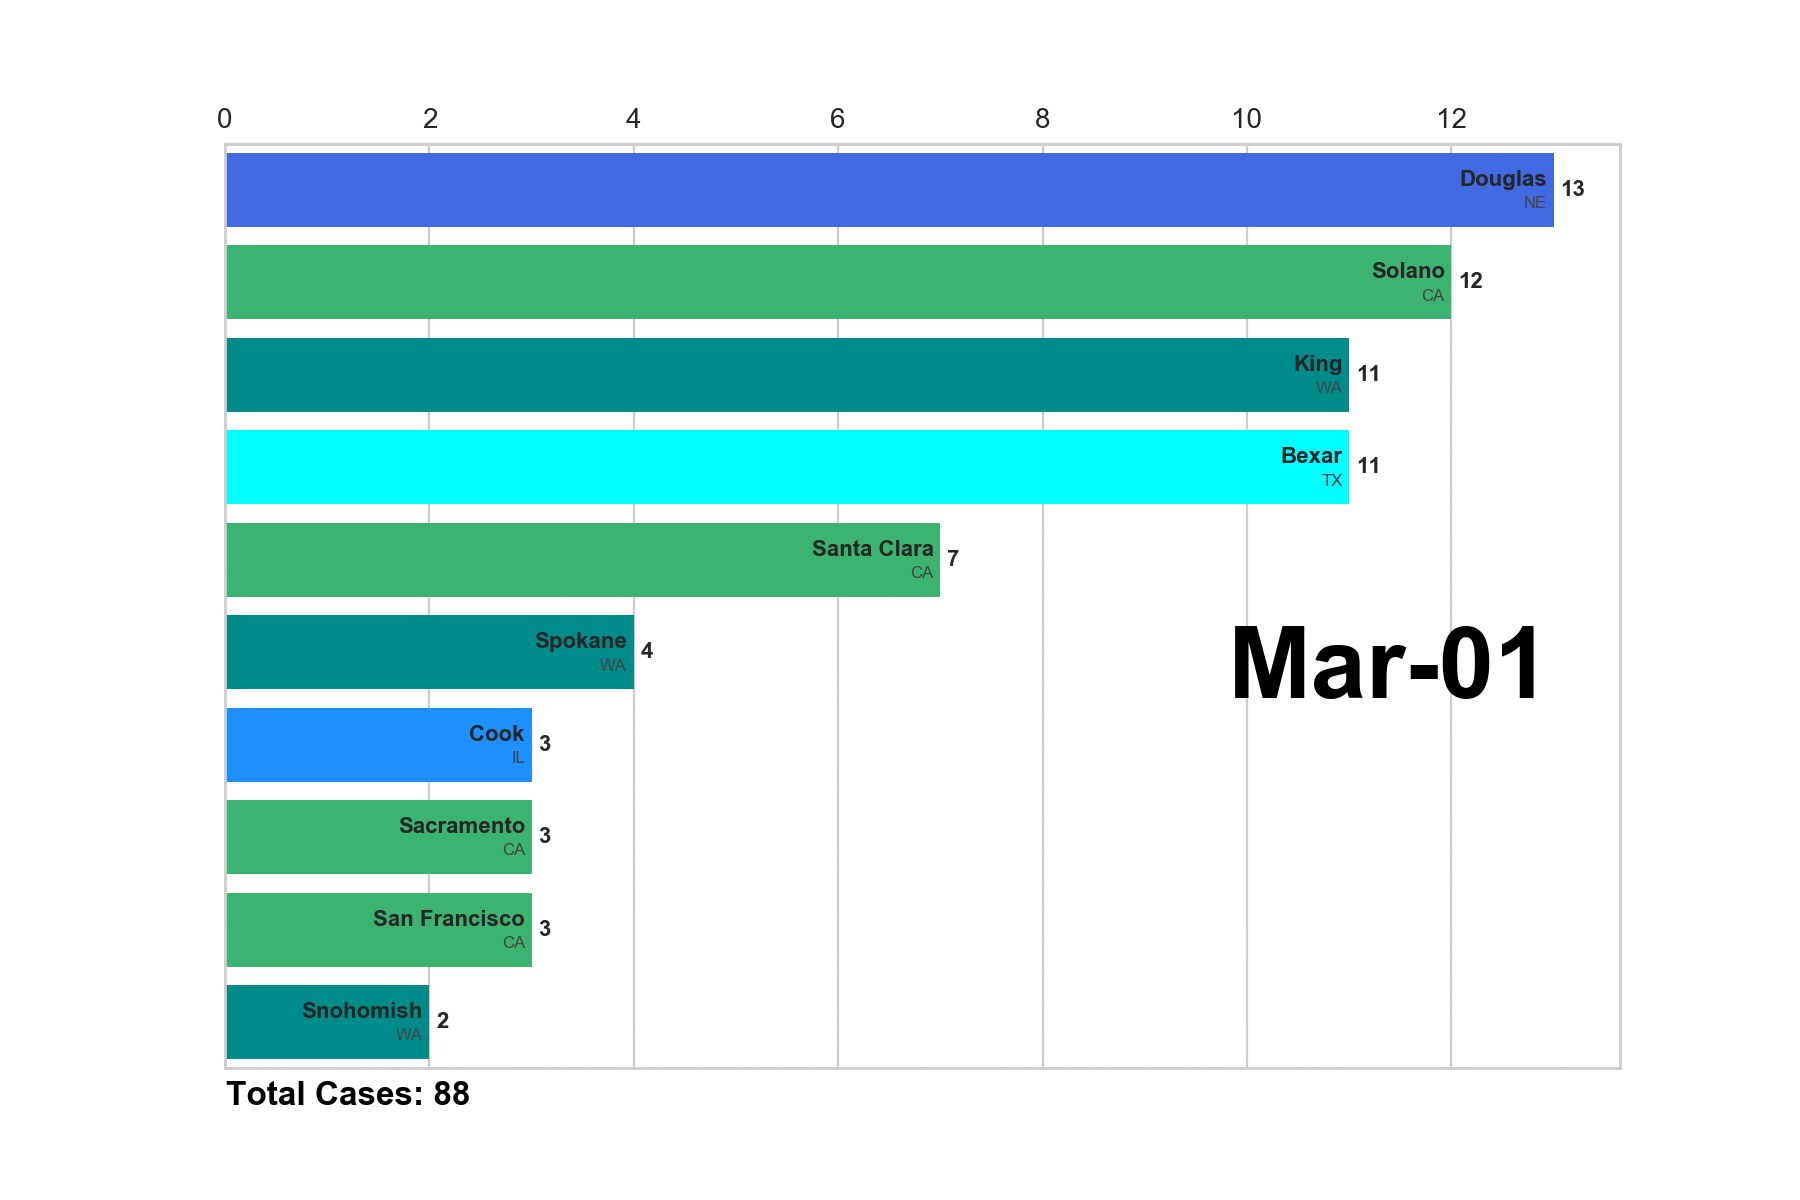 0 2 4 6 8 10 12
Douglas
NE
13
Solano
CA
12
King
WA
11
Bexar
TX
11
Santa Clara
CA
7
Spokane
WA
4
Mar-01
Cook
IL
3
Sacramento
CA
3
San Francisco
CA
3
Snohomish
WA
2
Total Cases: 88